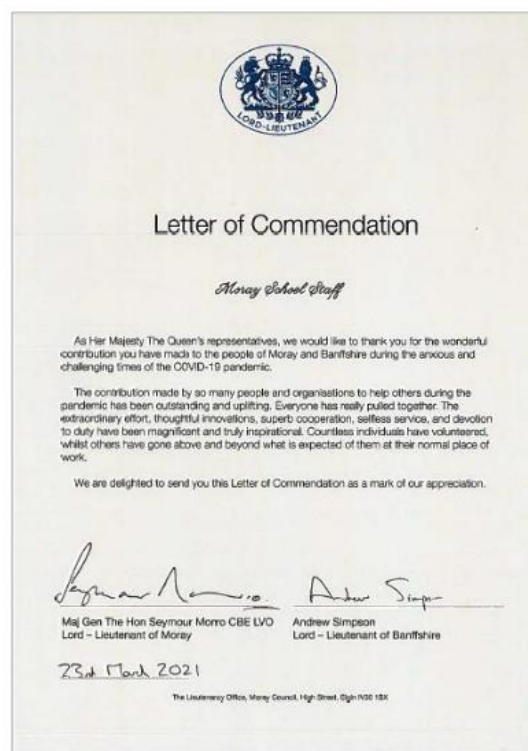 LORD-LIEUTENANT
Letter of Commendation
Moray School Staff
As Her Majesty The Queen's representatives, we would like to thank you for the wonderful
contribution you have made to the people of Moray and Banffshire during the anxious and
challenging times of the COVID-19 pandemic.
The contribution made by so many people and organisations to help others during the
pandemic has been outstanding and uplifting. Everyone has really pulled together. The
extraordinary effort, thoughtful innovations, superb cooperation, selfless service, and devotion
to duty have been magnificent and truly inspirational. Countless individuals have volunteered,
whilst others have gone above and beyond what is expected of them at their normal place of
work.
We are delighted to send you this Letter of Commendation as a mark of our appreciation.
Seymour Monro Andrew Simpson
Maj Gen The Hon Seymour Monro CBE LVO Andrew Simpson
Lord – Lieutenant of Moray Lord – Lieutenant of Banffshire
23rd March 2021
The Lieutenancy Office, Moray Council, High Street, Elgin IV30 1BX